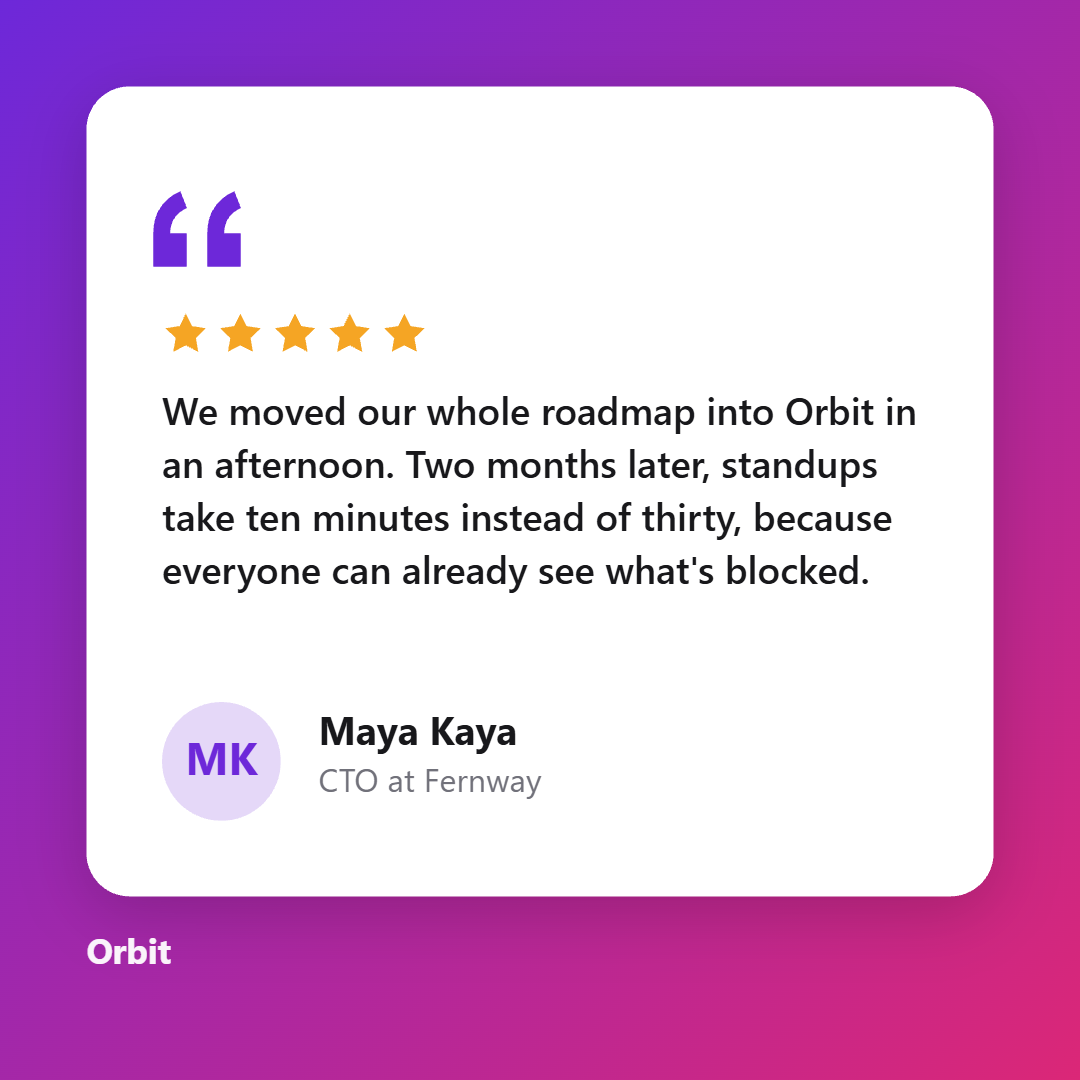 “
We moved our whole roadmap into Orbit in
an afternoon. Two months later, standups
take ten minutes instead of thirty, because
everyone can already see what's blocked.
MK
Maya Kaya
CTO at Fernway
Orbit